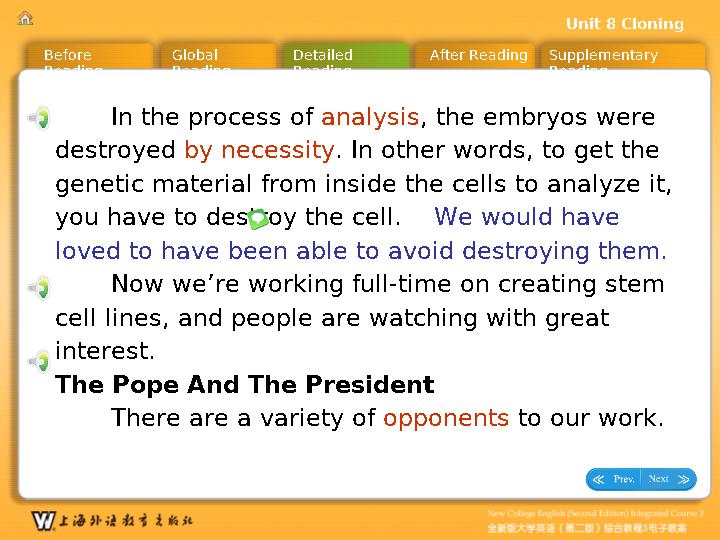 Unit 8 Cloning
Before Reading
Global Reading
Detailed Reading
After Reading
Supplementary Reading
In the process of analysis, the embryos were
destroyed by necessity. In other words, to get the
genetic material from inside the cells to analyze it,
you have to destroy the cell. We would have
loved to have been able to avoid destroying them.
Now we’re working full-time on creating stem
cell lines, and people are watching with great
interest.
The Pope And The President
There are a variety of opponents to our work.
Prev. Next
上海外语教育出版社
New College English (Second Edition) Integrated Course 3
全新版大学英语（第二版）综合教程3电子教案